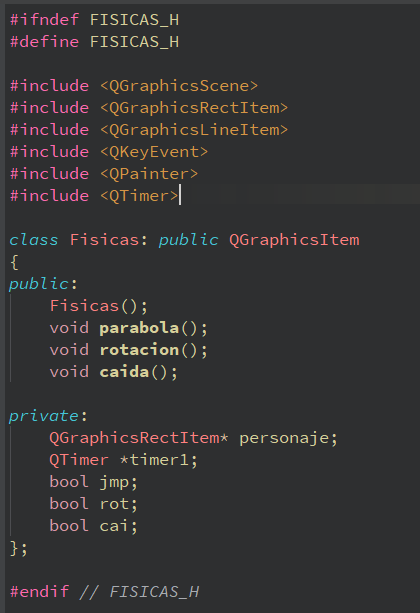 #ifndef FISICAS_H
#define FISICAS_H
#include <QGraphicsScene>
#include <QGraphicsRectItem>
#include <QGraphicsLineItem>
#include <QKeyEvent>
#include <QPainter>
#include <QTimer>
class Fisicas: public QGraphicsItem
{
public:
Fisicas();
void parabola();
void rotacion();
void caida();
private:
QGraphicsRectItem* personaje;
QTimer *timer1;
bool jmp;
bool rot;
bool cai;
};
#endif // FISICAS_H